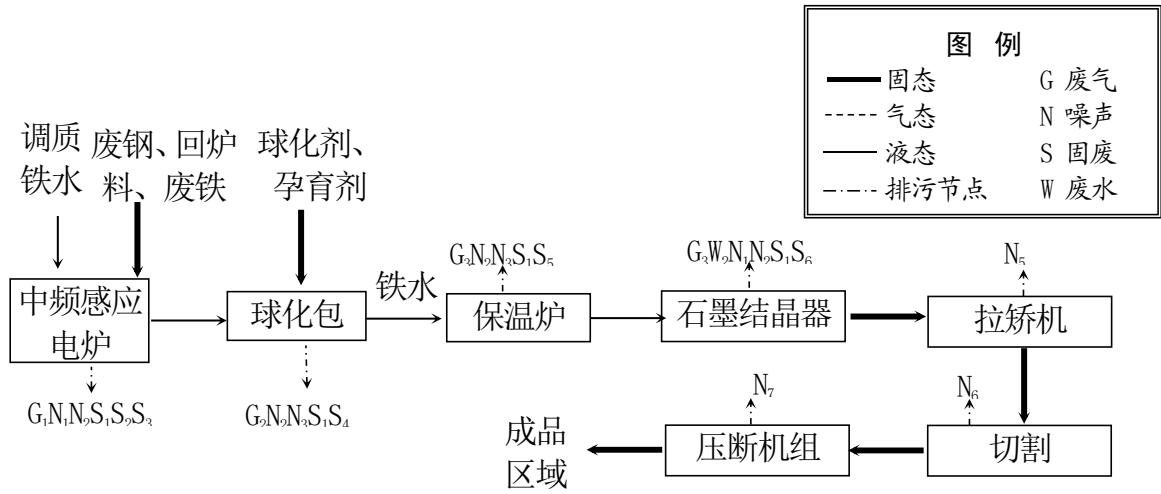 图 例
固态 G 废气
气态 N 噪声
液态 S 固废
排污节点 W 废水
调质
铁水
废钢、回炉
料、废铁
球化剂、
孕育剂
G₃N₂N₃S₁S₅
G₃W₂N₁N₂S₁S₆
N₅
中频感应
电炉
球化包
铁水
保温炉
石墨结晶器
拉矫机
G₁N₁N₂S₁S₂S₃
G₂N₂N₃S₁S₄
N₇
N₆
成品
区域
压断机组
切割